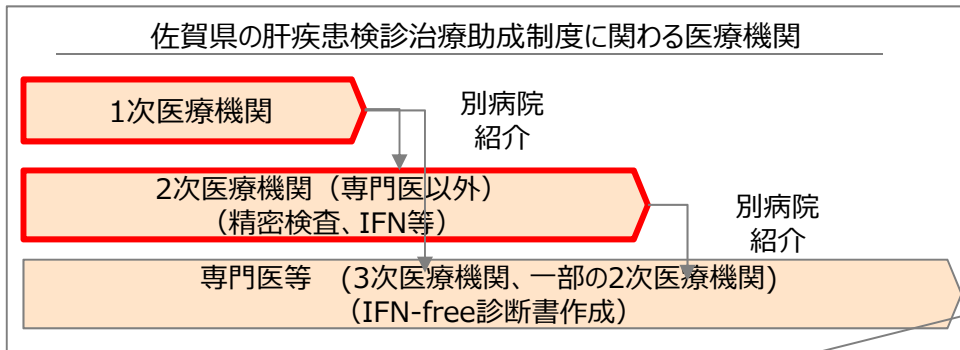 佐賀県の肝疾患検診治療助成制度に関わる医療機関
1次医療機関
別病院
紹介
2次医療機関（専門医以外）
（精密検査、IFN等）
別病院
紹介
専門医等　(3次医療機関、一部の2次医療機関)
（IFN-free診断書作成）